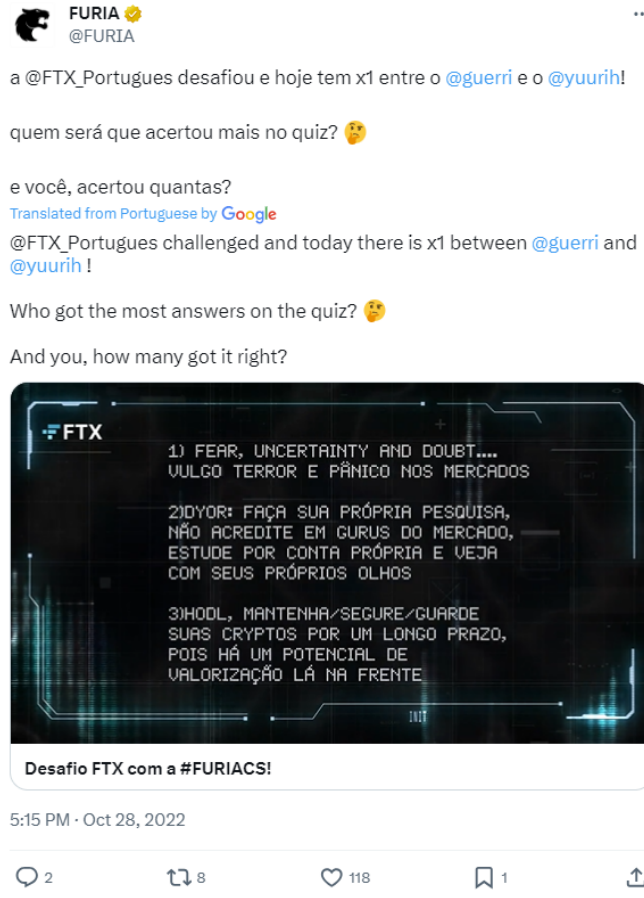 FURIA
@FURIA
a @FTX_Portugues desafiou e hoje tem x1 entre o @guerri e o @yuurih!
quem será que acertou mais no quiz? 🤔
e você, acertou quantas?
Translated from Portuguese by Google
@FTX_Portugues challenged and today there is x1 between @guerri and
@yuurih !
Who got the most answers on the quiz? 🤔
And you, how many got it right?
FTX
1) FEAR, UNCERTAINTY AND DOUBT....
VULGO TERROR E PÂNICO NOS MERCADOS
2)DYOR: FAÇA SUA PRÓPRIA PESQUISA,
NÃO ACREDITE EM GURUS DO MERCADO,
ESTUDE POR CONTA PRÓPRIA E VEJA
COM SEUS PRÓPRIOS OLHOS
3)HODL, MANTENHA/SEGURE/GUARDE
SUAS CRYPTOS POR UM LONGO PRAZO,
POIS HÁ UM POTENCIAL DE
VALORIZAÇÃO LÁ NA FRENTE
INIT
Desafio FTX com a #FURIACS!
5:15 PM · Oct 28, 2022
2
8
118
1